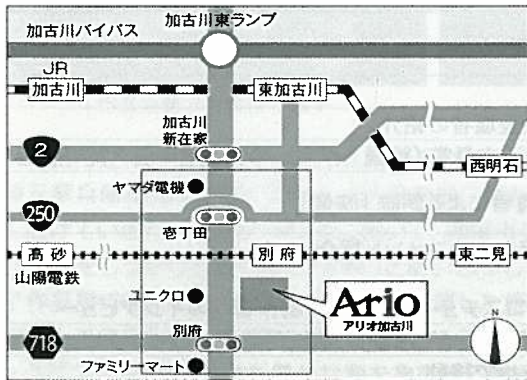 加古川東ランプ
加古川バイパス
JR
加古川
東加古川
加古川
新在家
2
西明石
ヤマダ電機
250
壱丁田
高砂
別府
東二見
山陽電鉄
ユニクロ
Ario
アリオ加古川
N
718
別府
ファミリーマート